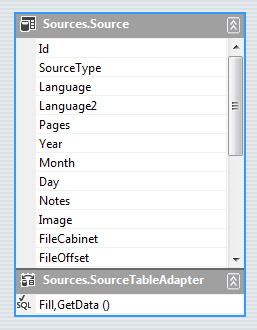 Sources.Source
Id
SourceType
Language
Language2
Pages
Year
Month
Day
Notes
Image
FileCabinet
FileOffset
Sources.SourceTableAdapter
SQL Fill,GetData ()